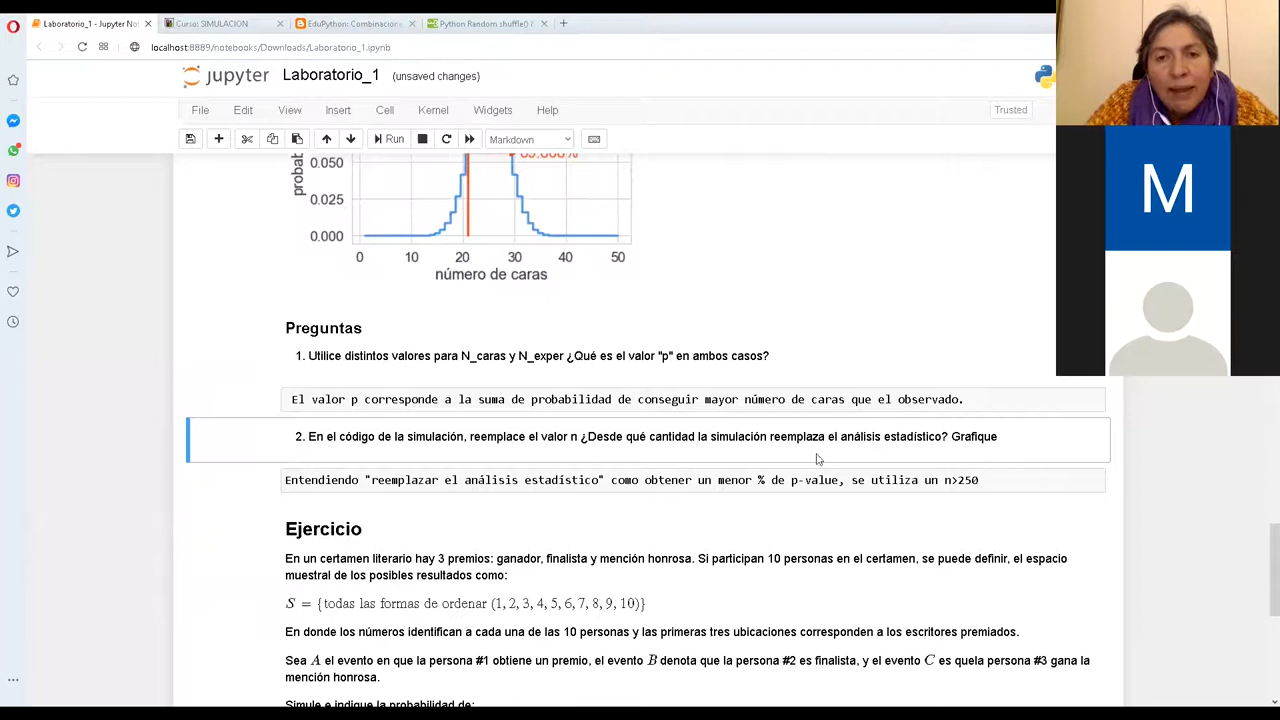 Laboratorio_1 - Jupyter Not
Curso: SIMULACION
EduPython: Combinacione
Python Random shuffle() M
localhost:8889/notebooks/Downloads/Laboratorio_1.ipynb
jupyter Laboratorio_1 (unsaved changes)
File Edit View Insert Cell Kernel Widgets Help
Trusted
Run Markdown
M
probab
0.050
0.025
0.000
0 10 20 30 40 50
número de caras
Preguntas
1. Utilice distintos valores para N_caras y N_exper ¿Qué es el valor "p" en ambos casos?
El valor p corresponde a la suma de probabilidad de conseguir mayor número de caras que el observado.
2. En el código de la simulación, reemplace el valor n ¿Desde qué cantidad la simulación reemplaza el análisis estadístico? Grafique
Entendiendo "reemplazar el análisis estadístico" como obtener un menor % de p-value, se utiliza un n>250
Ejercicio
En un certamen literario hay 3 premios: ganador, finalista y mención honrosa. Si participan 10 personas en el certamen, se puede definir, el espacio
muestral de los posibles resultados como:
S = {todas las formas de ordenar (1, 2, 3, 4, 5, 6, 7, 8, 9, 10)}
En donde los números identifican a cada una de las 10 personas y las primeras tres ubicaciones corresponden a los escritores premiados.
Sea A el evento en que la persona #1 obtiene un premio, el evento B denota que la persona #2 es finalista, y el evento C es quela persona #3 gana la
mención honrosa.
Simule e indique la probabilidad de: